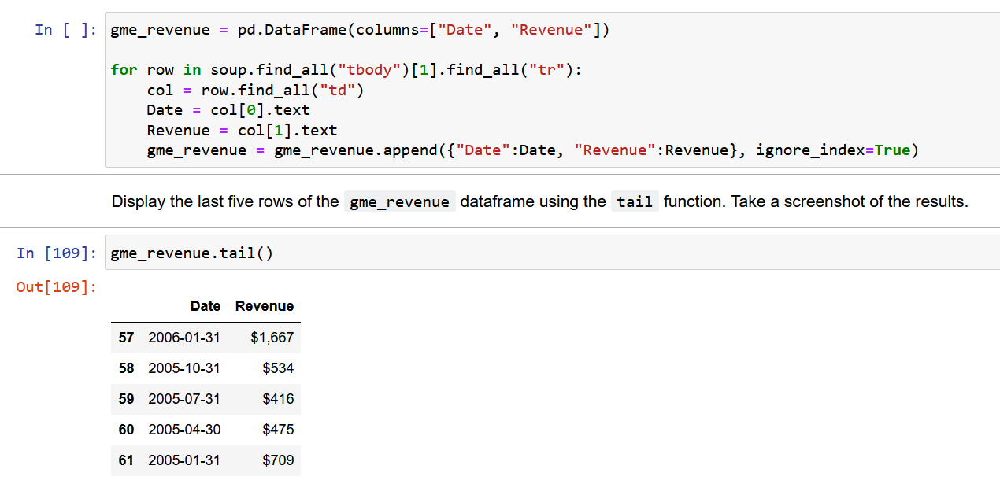 In [ ]: gme_revenue = pd.DataFrame(columns=["Date", "Revenue"])
for row in soup.find_all("tbody")[1].find_all("tr"):
    col = row.find_all("td")
    Date = col[0].text
    Revenue = col[1].text
    gme_revenue = gme_revenue.append({"Date":Date, "Revenue":Revenue}, ignore_index=True)
Display the last five rows of the gme_revenue dataframe using the tail function. Take a screenshot of the results.
In [109]: gme_revenue.tail()
Out[109]:
Date Revenue
57 2006-01-31 $1,667
58 2005-10-31 $534
59 2005-07-31 $416
60 2005-04-30 $475
61 2005-01-31 $709